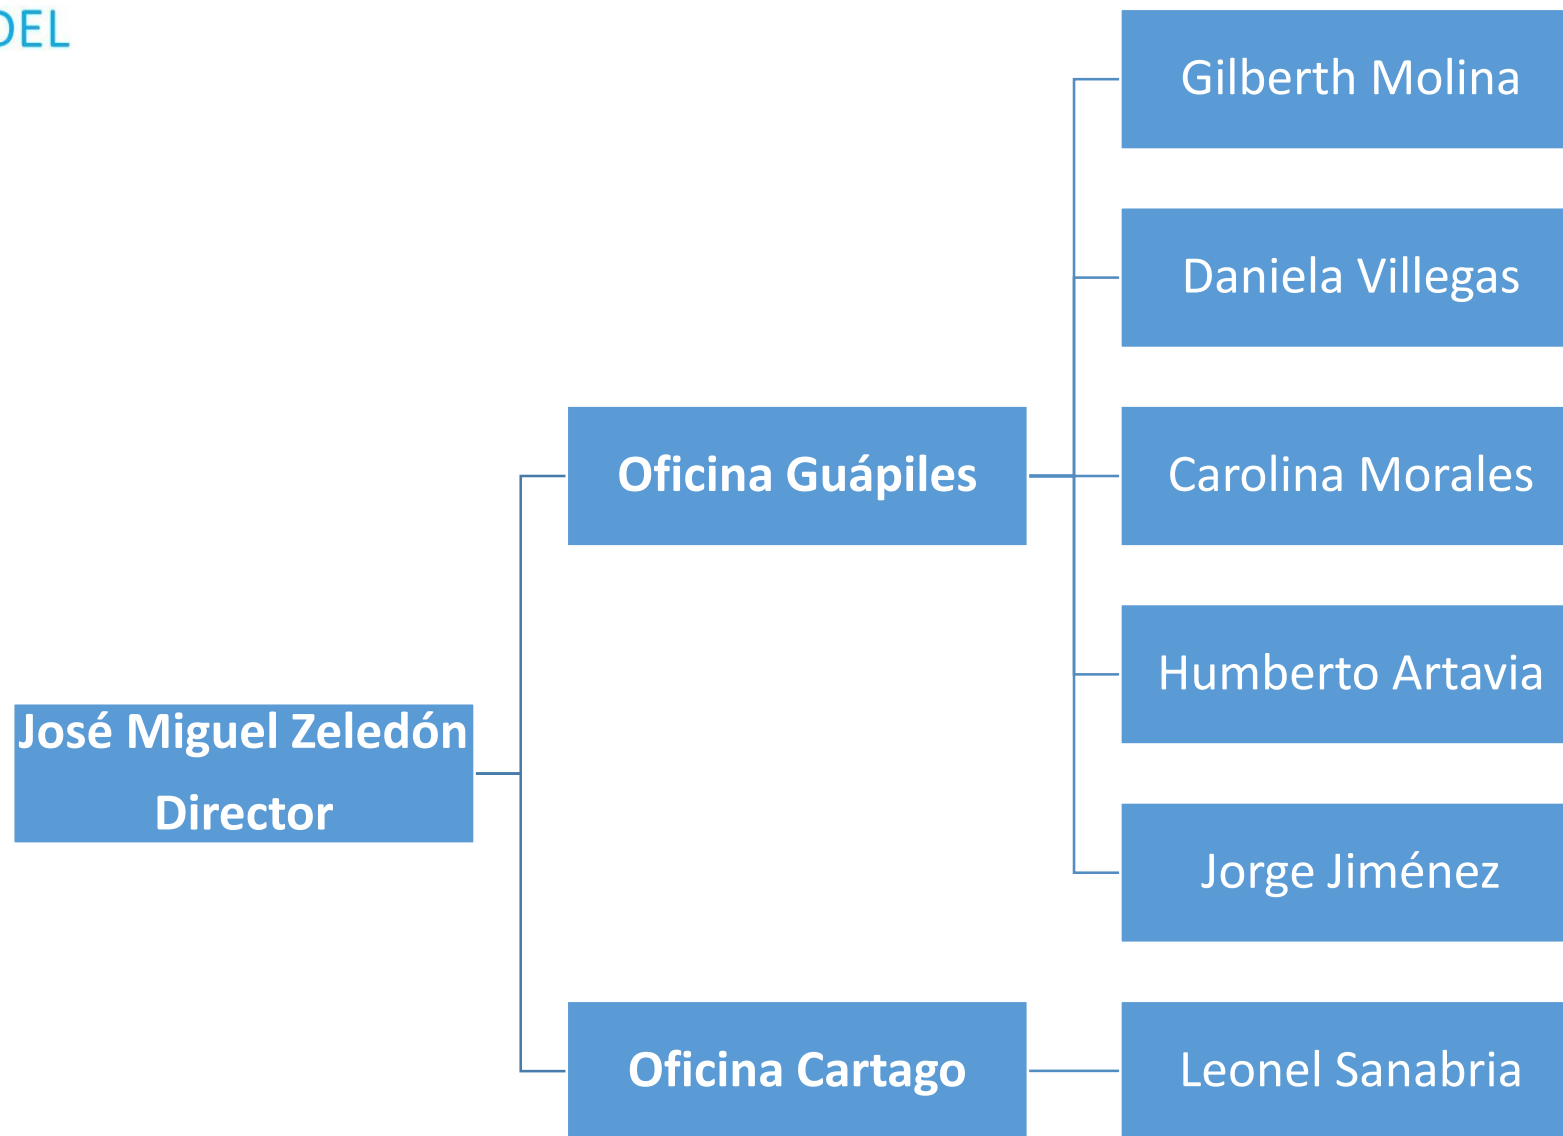 DEL
Gilberth Molina
Daniela Villegas
Oficina Guápiles
Carolina Morales
Humberto Artavia
José Miguel Zeledón
Director
Jorge Jiménez
Oficina Cartago
Leonel Sanabria